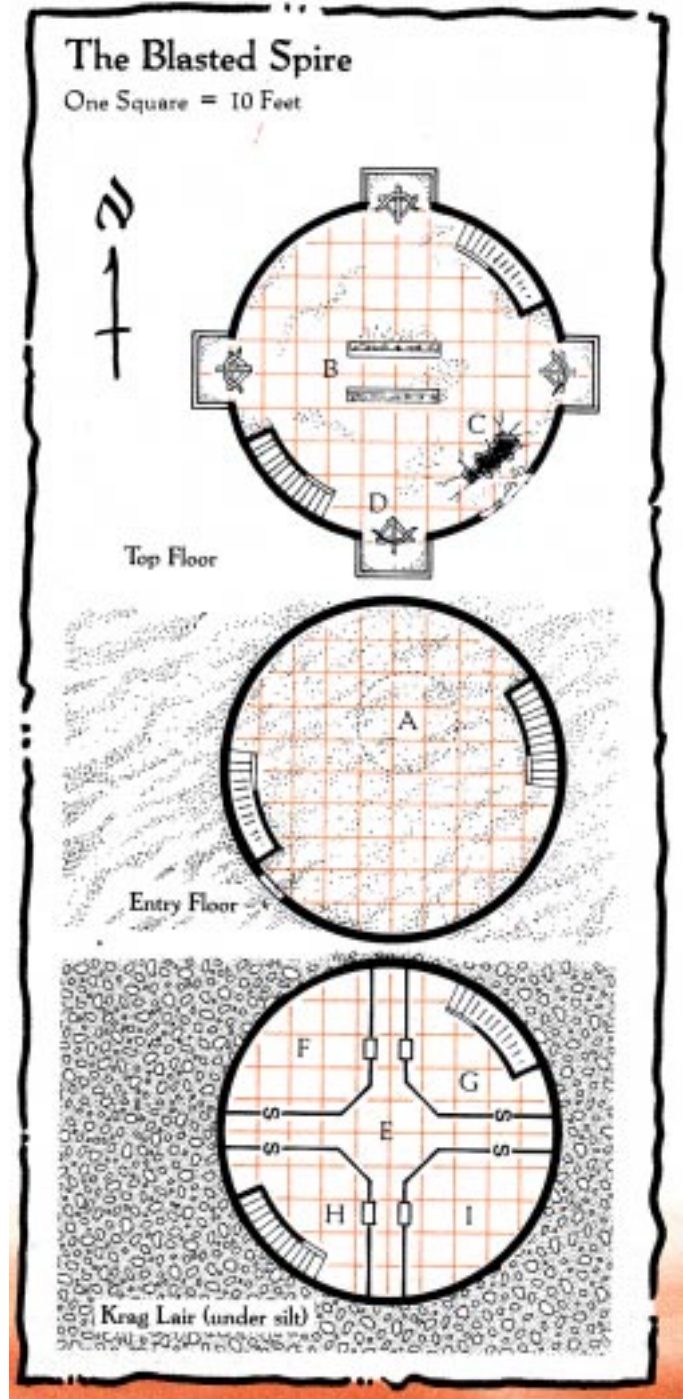 The Blasted Spire
One Square = 10 Feet
N
B
C
D
Top Floor
A
Entry Floor
F
G
S
S
E
S
S
H
I
Krag Lair (under silt)